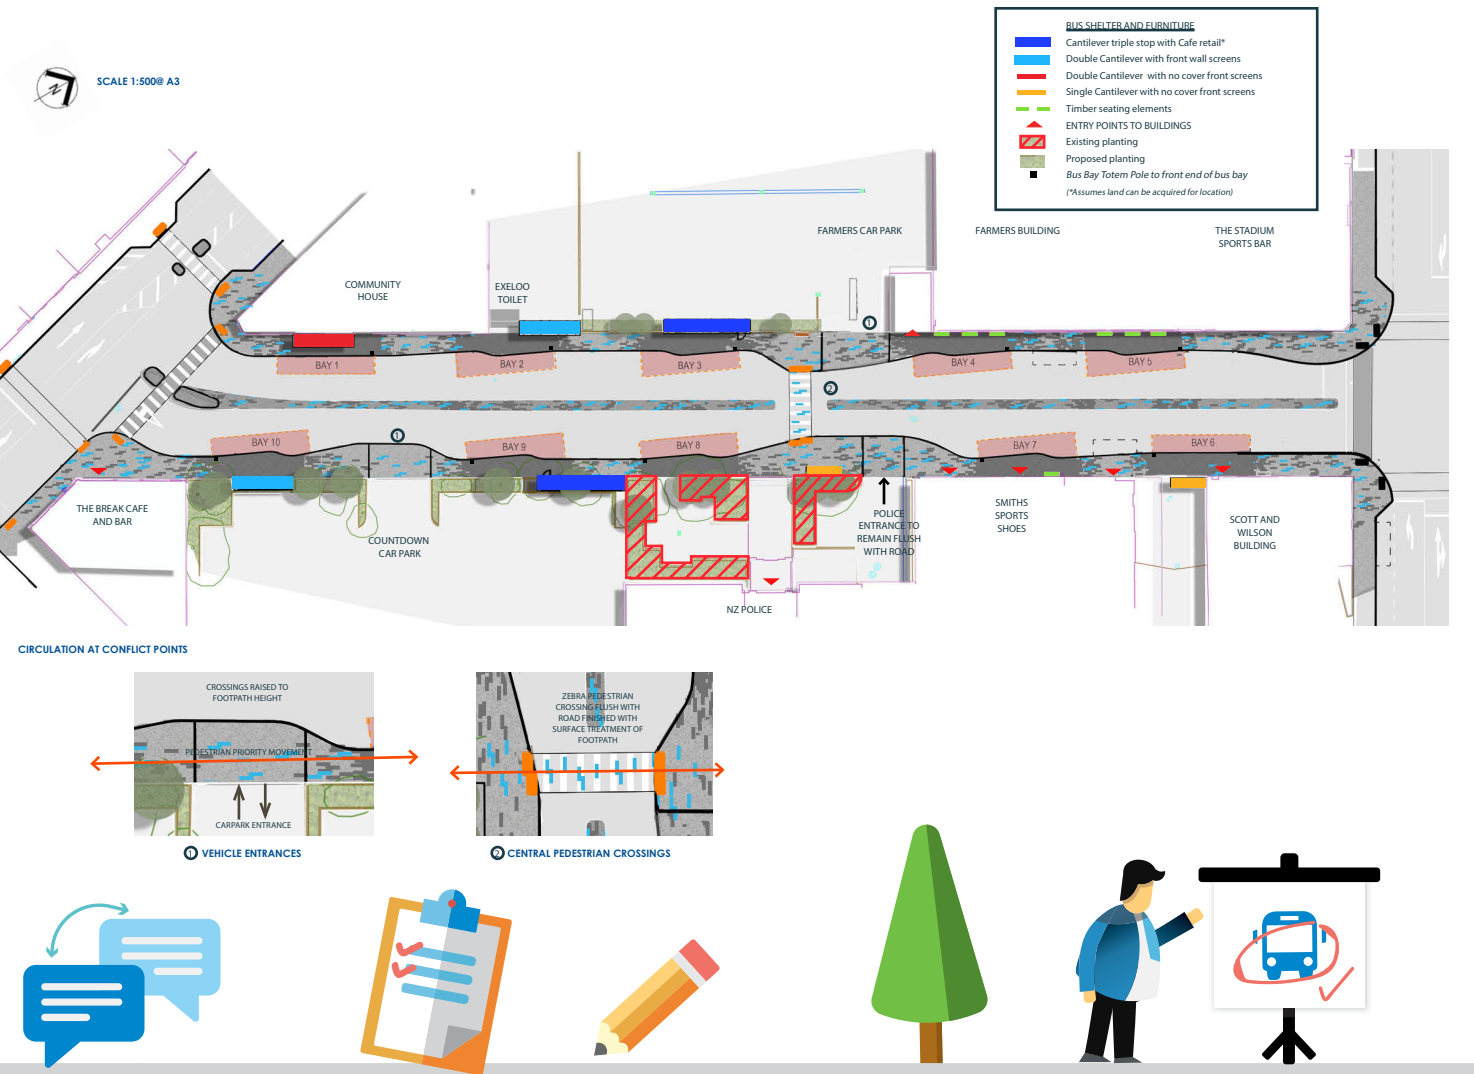 BUS SHELTER AND FURNITURE
Cantilever triple stop with Cafe retail*
Double Cantilever with front wall screens
Double Cantilever with no cover front screens
Single Cantilever with no cover front screens
Timber seating elements
ENTRY POINTS TO BUILDINGS
Existing planting
Proposed planting
Bus Bay Totem Pole to front end of bus bay
(*Assumes land can be acquired for location)
N
SCALE 1:500@ A3
FARMERS CAR PARK
FARMERS BUILDING
THE STADIUM
SPORTS BAR
COMMUNITY
HOUSE
EXELOO
TOILET
1
BAY 1
BAY 2
BAY 3
BAY 4
BAY 5
2
1
BAY 10
BAY 9
BAY 8
BAY 7
BAY 6
THE BREAK CAFE
AND BAR
COUNTDOWN
CAR PARK
POLICE
ENTRANCE TO
REMAIN FLUSH
WITH ROAD
SMITHS
SPORTS
SHOES
SCOTT AND
WILSON
BUILDING
NZ POLICE
CIRCULATION AT CONFLICT POINTS
CROSSINGS RAISED TO
FOOTPATH HEIGHT
PEDESTRIAN PRIORITY MOVEMENT
CARPARK ENTRANCE
1 VEHICLE ENTRANCES
ZEBRA PEDESTRIAN
CROSSING FLUSH WITH
ROAD FINISHED WITH
SURFACE TREATMENT OF
FOOTPATH
2 CENTRAL PEDESTRIAN CROSSINGS